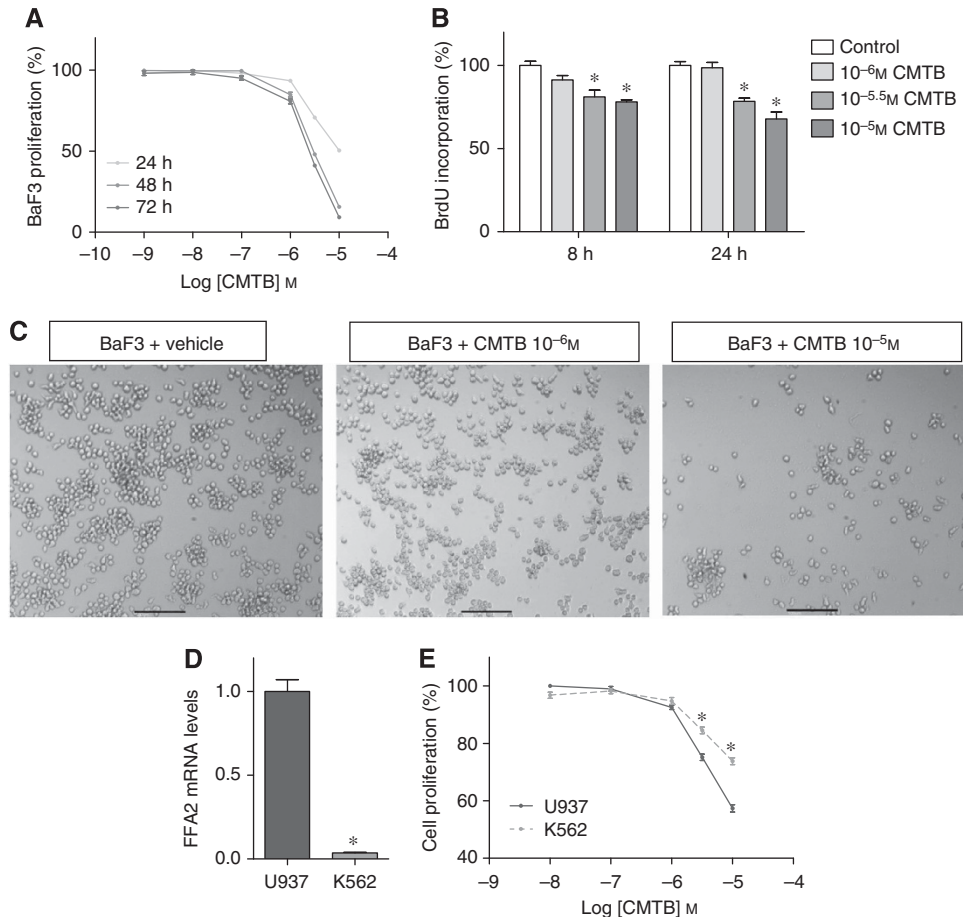 A
BaF3 proliferation (%)
100
50
0
24 h
48 h
72 h
–10 –9 –8 –7 –6 –5 –4
Log [CMTB] M
B
BrdU incorporation (%)
100
50
0
*
*
*
*
8 h 24 h
Control
10⁻⁶M CMTB
10⁻⁵·⁵M CMTB
10⁻⁵M CMTB
C
BaF3 + vehicle
BaF3 + CMTB 10⁻⁶M
BaF3 + CMTB 10⁻⁵M
D
FFA2 mRNA levels
1.0
0.5
0.0
*
U937 K562
E
Cell proliferation (%)
100
80
60
40
*
*
U937
K562
–9 –8 –7 –6 –5 –4
Log [CMTB] M